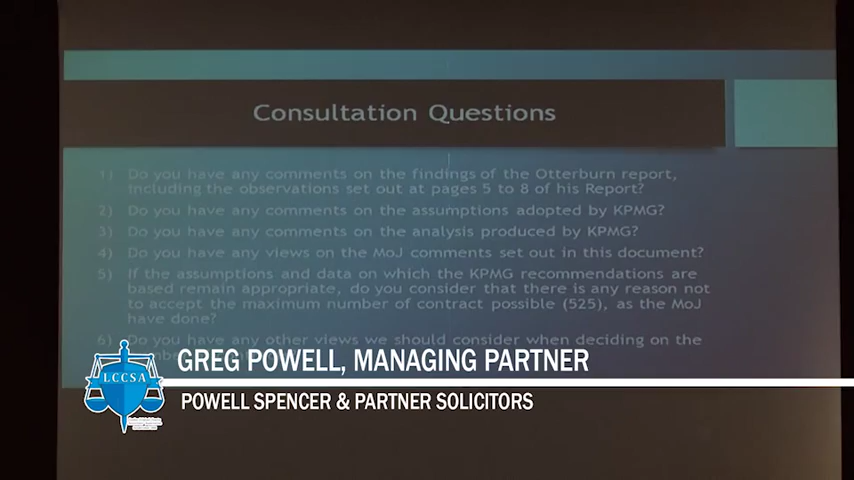 Consultation Questions
1) Do you have any comments on the findings of the Otterburn report,
including the observations set out at pages 5 to 8 of his Report?
2) Do you have any comments on the assumptions adopted by KPMG?
3) Do you have any comments on the analysis produced by KPMG?
4) Do you have any views on the MoJ comments set out in this document?
5) If the assumptions and data on which the KPMG recommendations are
based remain appropriate, do you consider that there is any reason not
to accept the maximum number of contract possible (525), as the MoJ
have done?
6) Do you have any other views we should consider when deciding on the
GREG POWELL, MANAGING PARTNER
LCCSA
POWELL SPENCER & PARTNER SOLICITORS